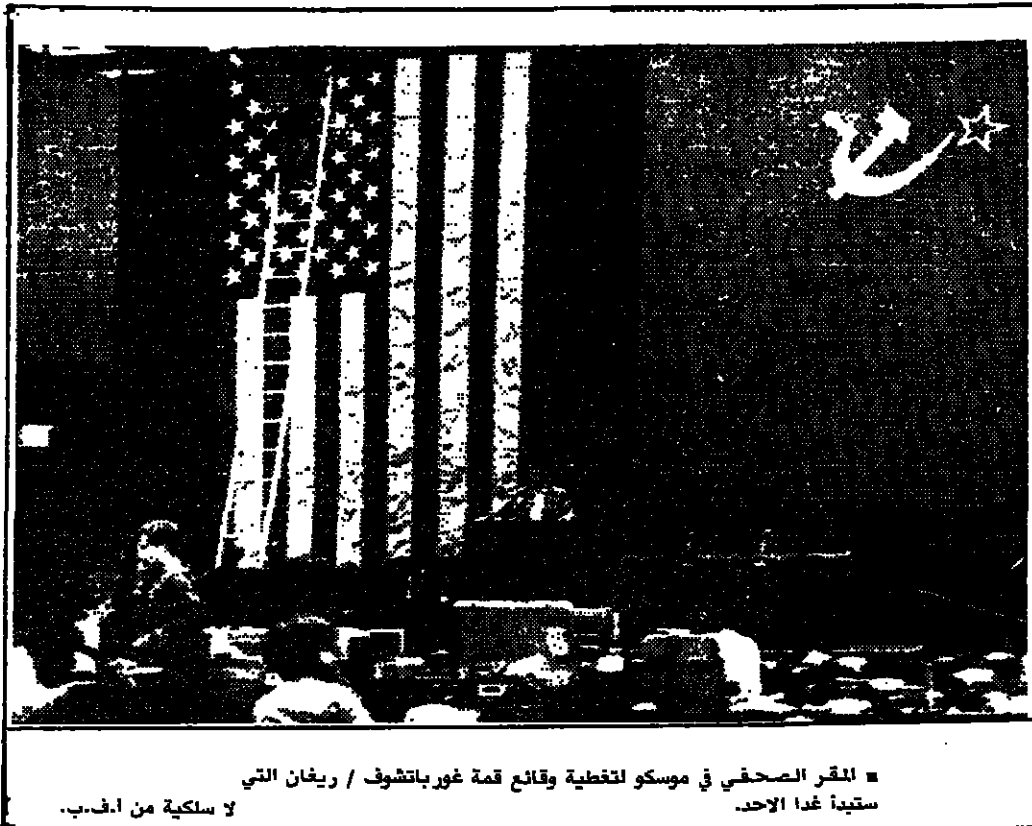 ■ المقر الصحفي في موسكو لتغطية وقائع قمة غورباتشوف / ريغان التي
ستبدأ غدا الاحد.
لا سلكية من أ.ف.ب.